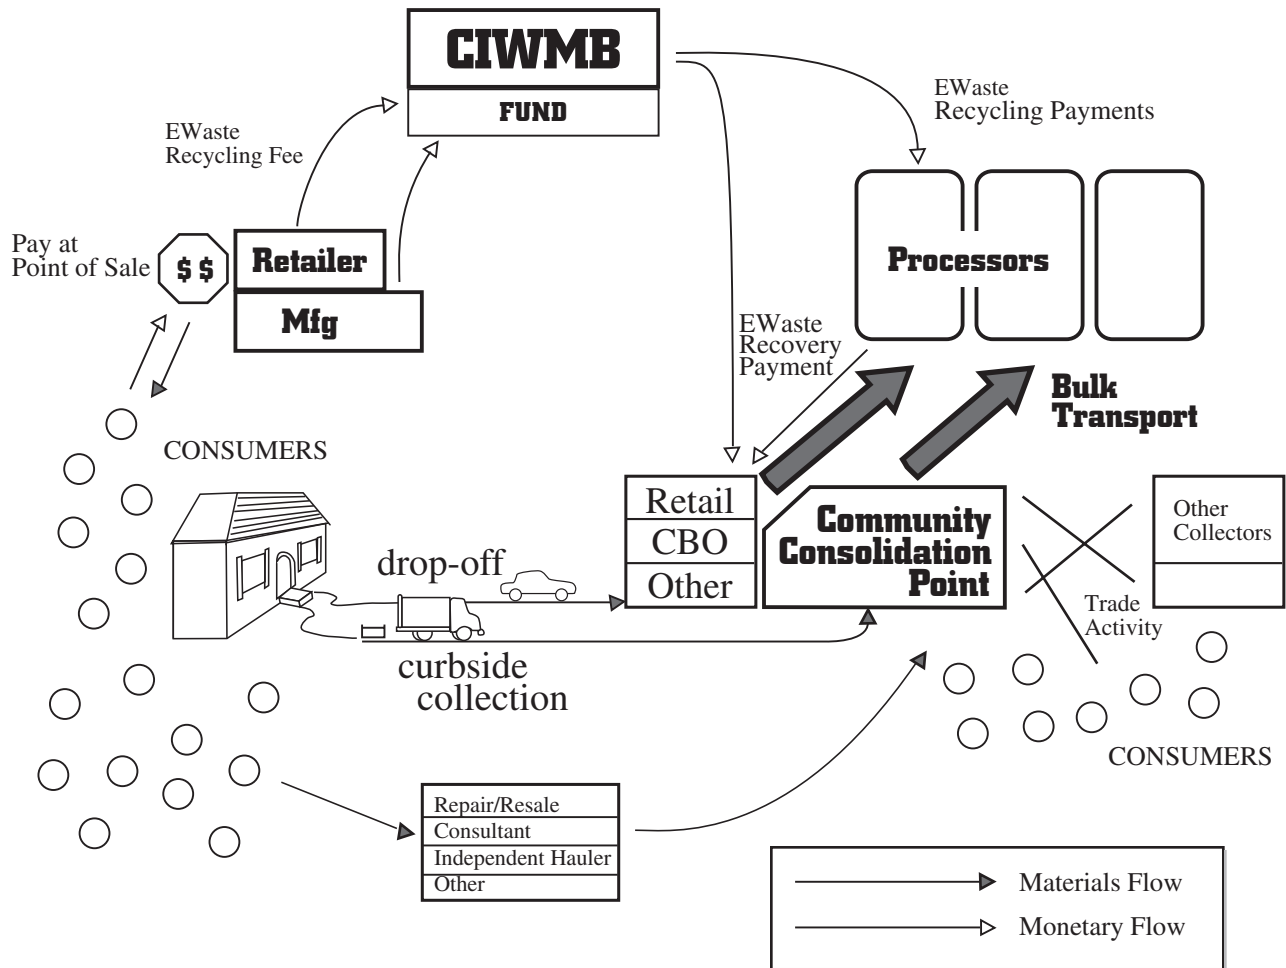 CIWMB
FUND
EWaste
Recycling Fee
EWaste
Recycling Payments
Pay at
Point of Sale
$ $
Retailer
Mfg
Processors
EWaste
Recovery
Payment
Bulk
Transport
CONSUMERS
Retail
CBO
Other
Community
Consolidation
Point
Other
Collectors
drop-off
Trade
Activity
curbside
collection
CONSUMERS
Repair/Resale
Consultant
Independent Hauler
Other
Materials Flow
Monetary Flow